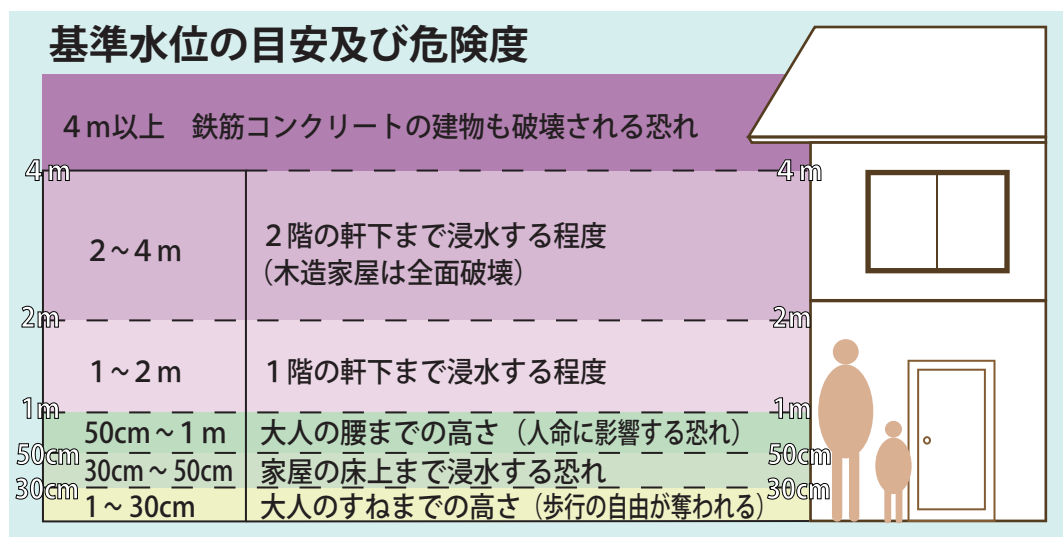 基準水位の目安及び危険度
４ｍ以上　鉄筋コンクリートの建物も破壊される恐れ
4ｍ 4ｍ
２～４ｍ ２階の軒下まで浸水する程度
（木造家屋は全面破壊）
2m 2m
１～２ｍ １階の軒下まで浸水する程度
1m 1m
50cm～１ｍ 大人の腰までの高さ（人命に影響する恐れ）
50cm 50cm
30cm～50cm 家屋の床上まで浸水する恐れ
30cm 30cm
１～30cm 大人のすねまでの高さ（歩行の自由が奪われる）